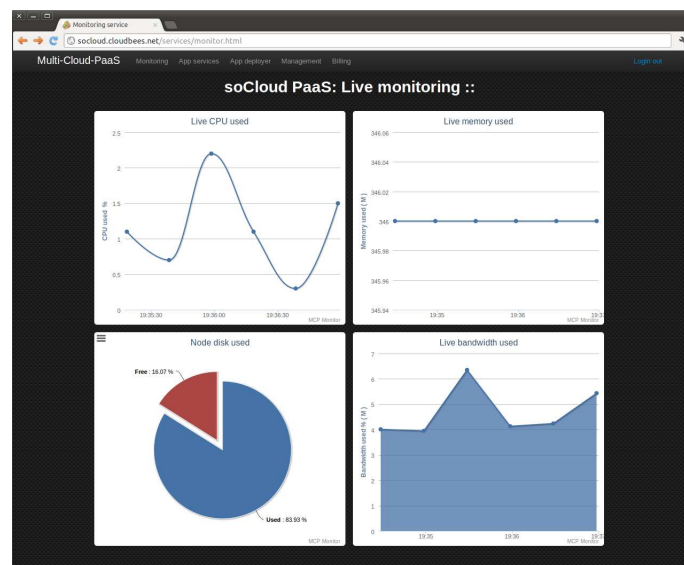 Monitoring service
socloud.cloudbees.net/services/monitor.html
Multi-Cloud-PaaS Monitoring App services App deployer Management Billing Login out
soCloud PaaS: Live monitoring ::
Live CPU used
2.5
2
1.5
1
0.5
0
CPU used %
19:35:30 19:36:00 19:36:30
MCP Monitor
Live memory used
346.06
346.04
346.02
346
345.98
345.96
345.94
Memory used ( M )
19:35 19:36 19:3
MCP Monitor
Node disk used
Free : 16.07 %
Used : 83.93 %
MCP Monitor
Live bandwidth used
7
6
5
4
3
2
1
0
Bandwidth used % ( M )
19:35 19:36 19:3
MCP Monitor